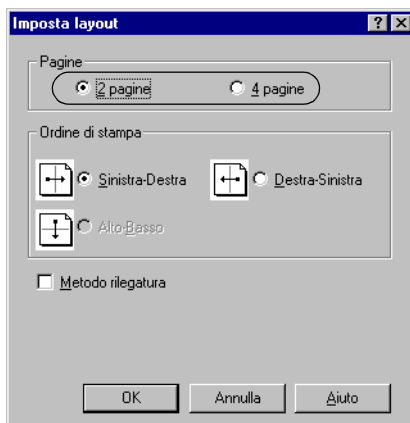 Imposta layout
Pagine
2 pagine 4 pagine
Ordine di stampa
Sinistra-Destra Destra-Sinistra
Alto-Basso
Metodo rilegatura
OK Annulla Aiuto